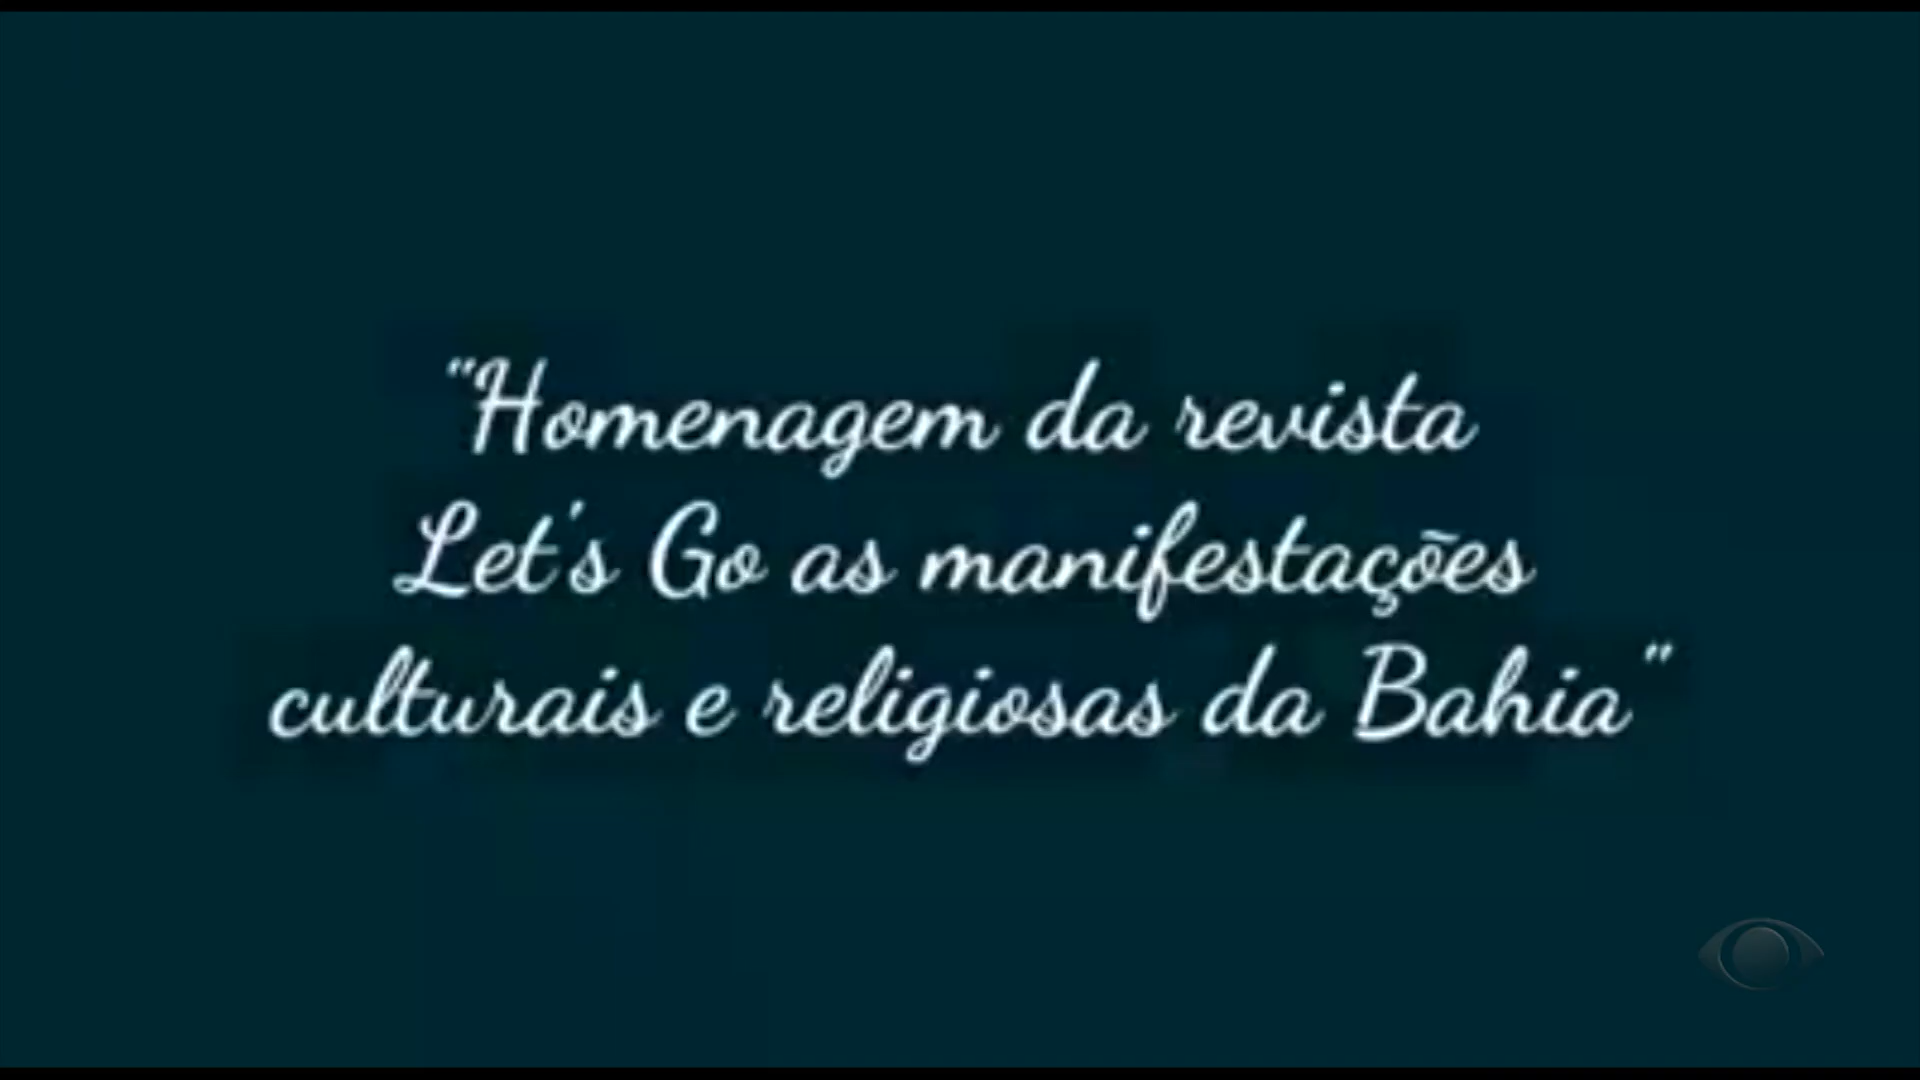 "Homenagem da revista
Let's Go as manifestações
culturais e religiosas da Bahia"